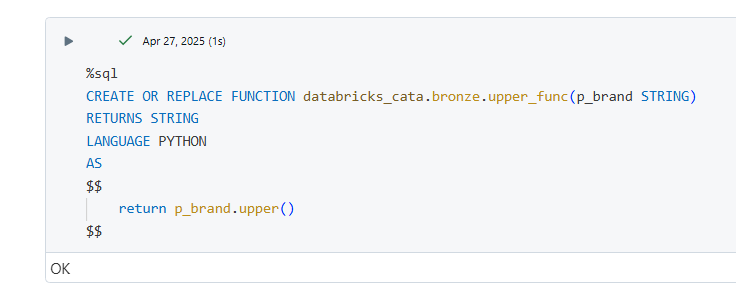 Apr 27, 2025 (1s)
%sql
CREATE OR REPLACE FUNCTION databricks_cata.bronze.upper_func(p_brand STRING)
RETURNS STRING
LANGUAGE PYTHON
AS
$$
    return p_brand.upper()
$$
OK